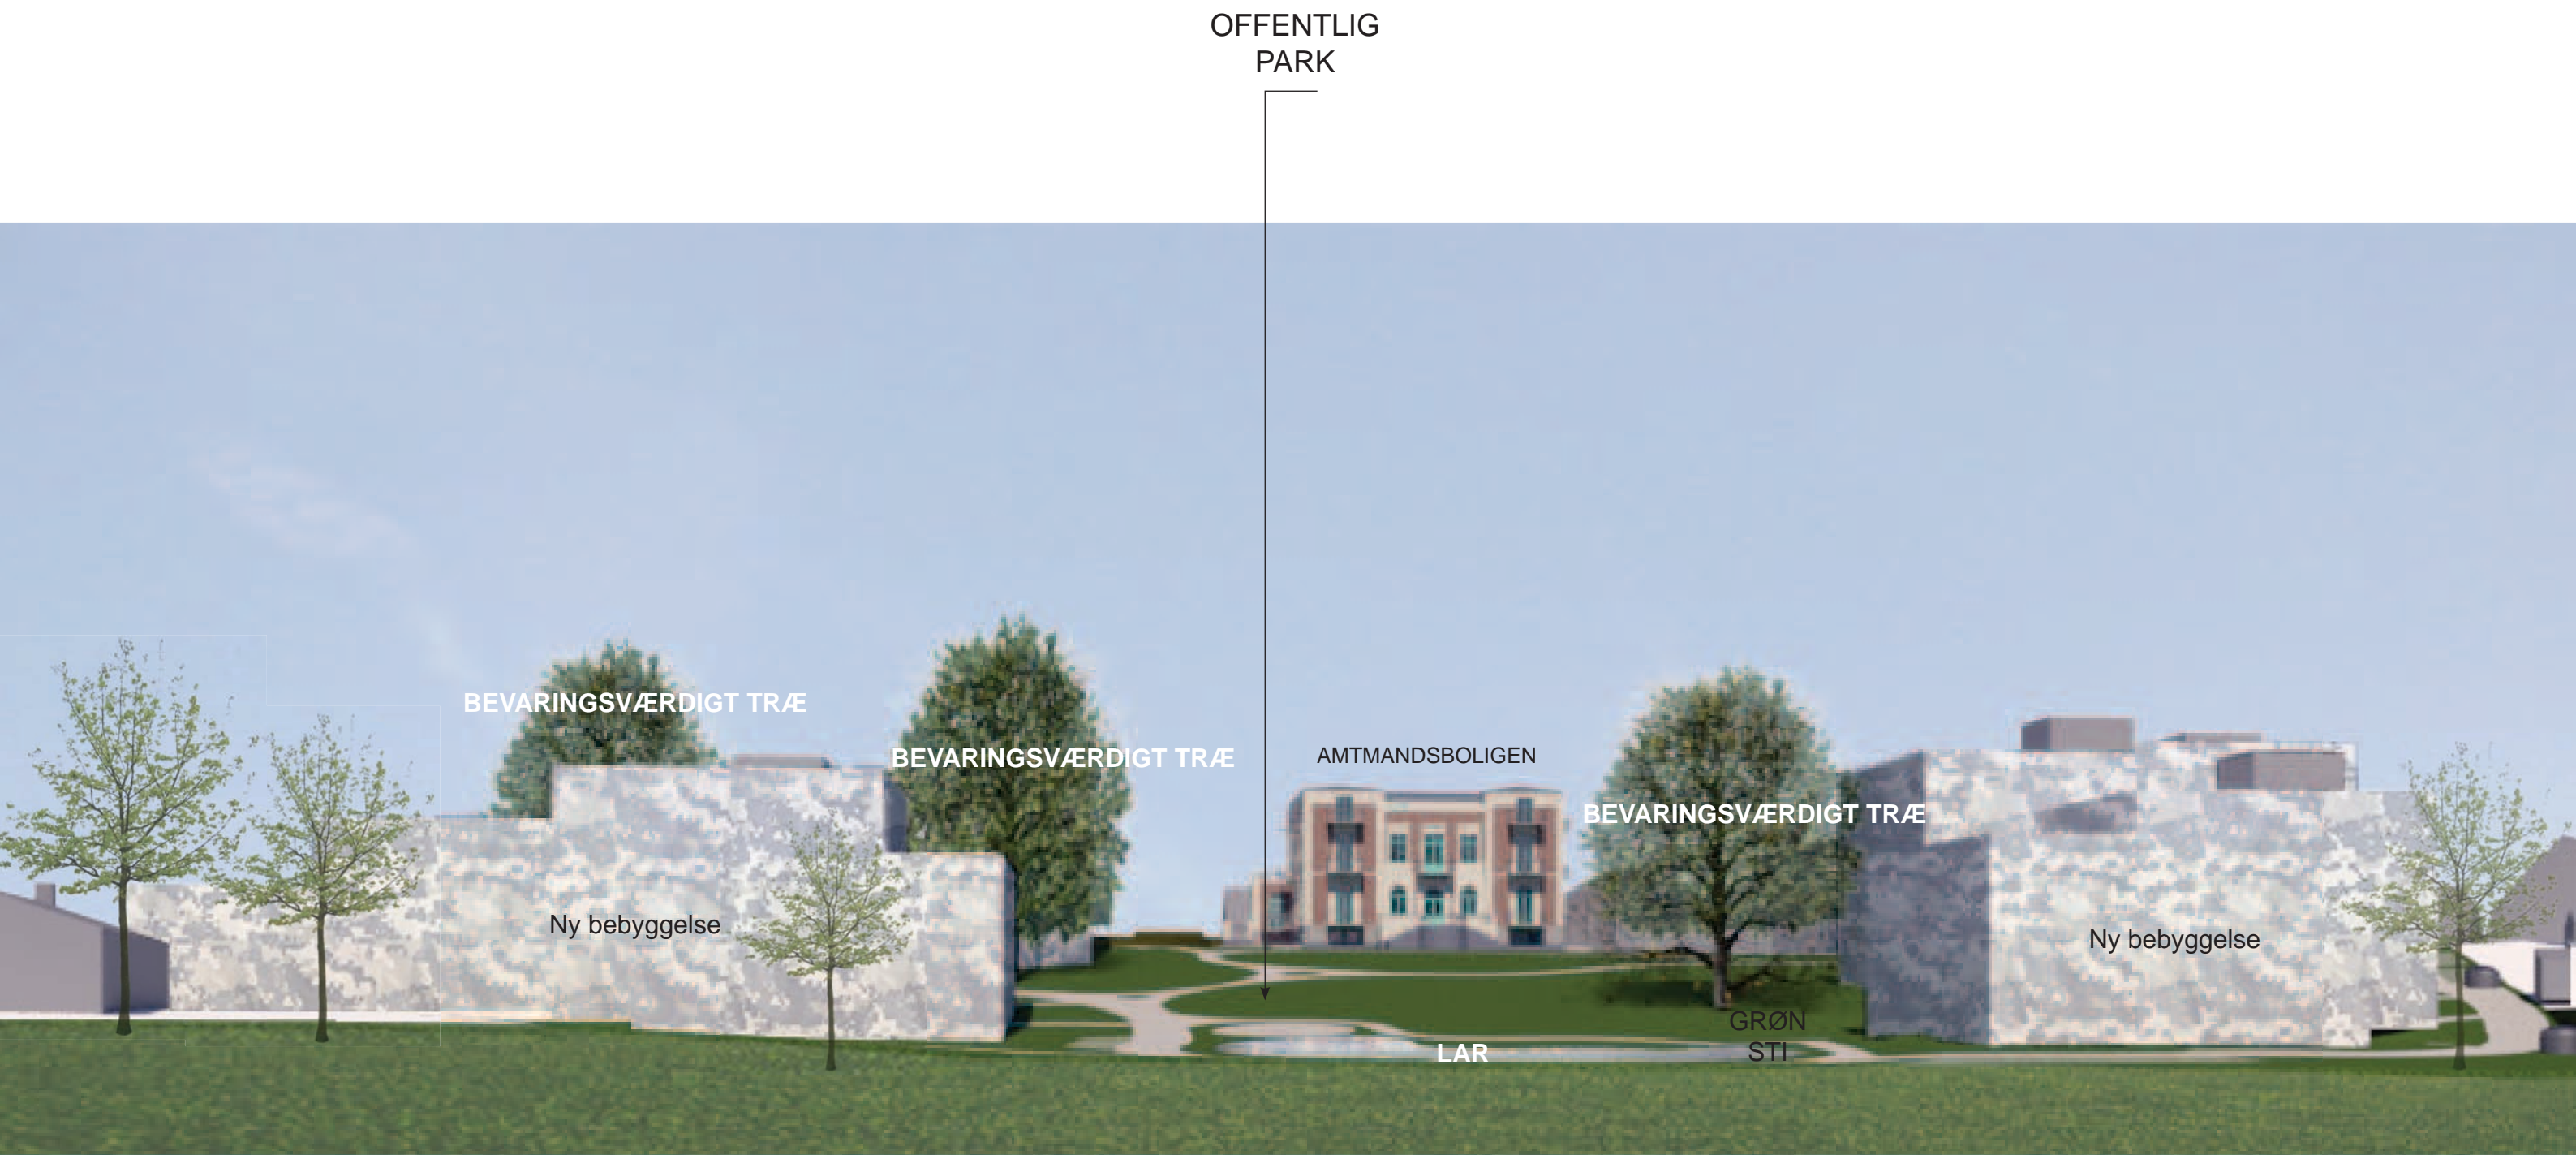 OFFENTLIG
PARK
BEVARINGSVÆRDIGT TRÆ
BEVARINGSVÆRDIGT TRÆ
AMTMANDSBOLIGEN
BEVARINGSVÆRDIGT TRÆ
Ny bebyggelse
Ny bebyggelse
GRØN
STI
LAR